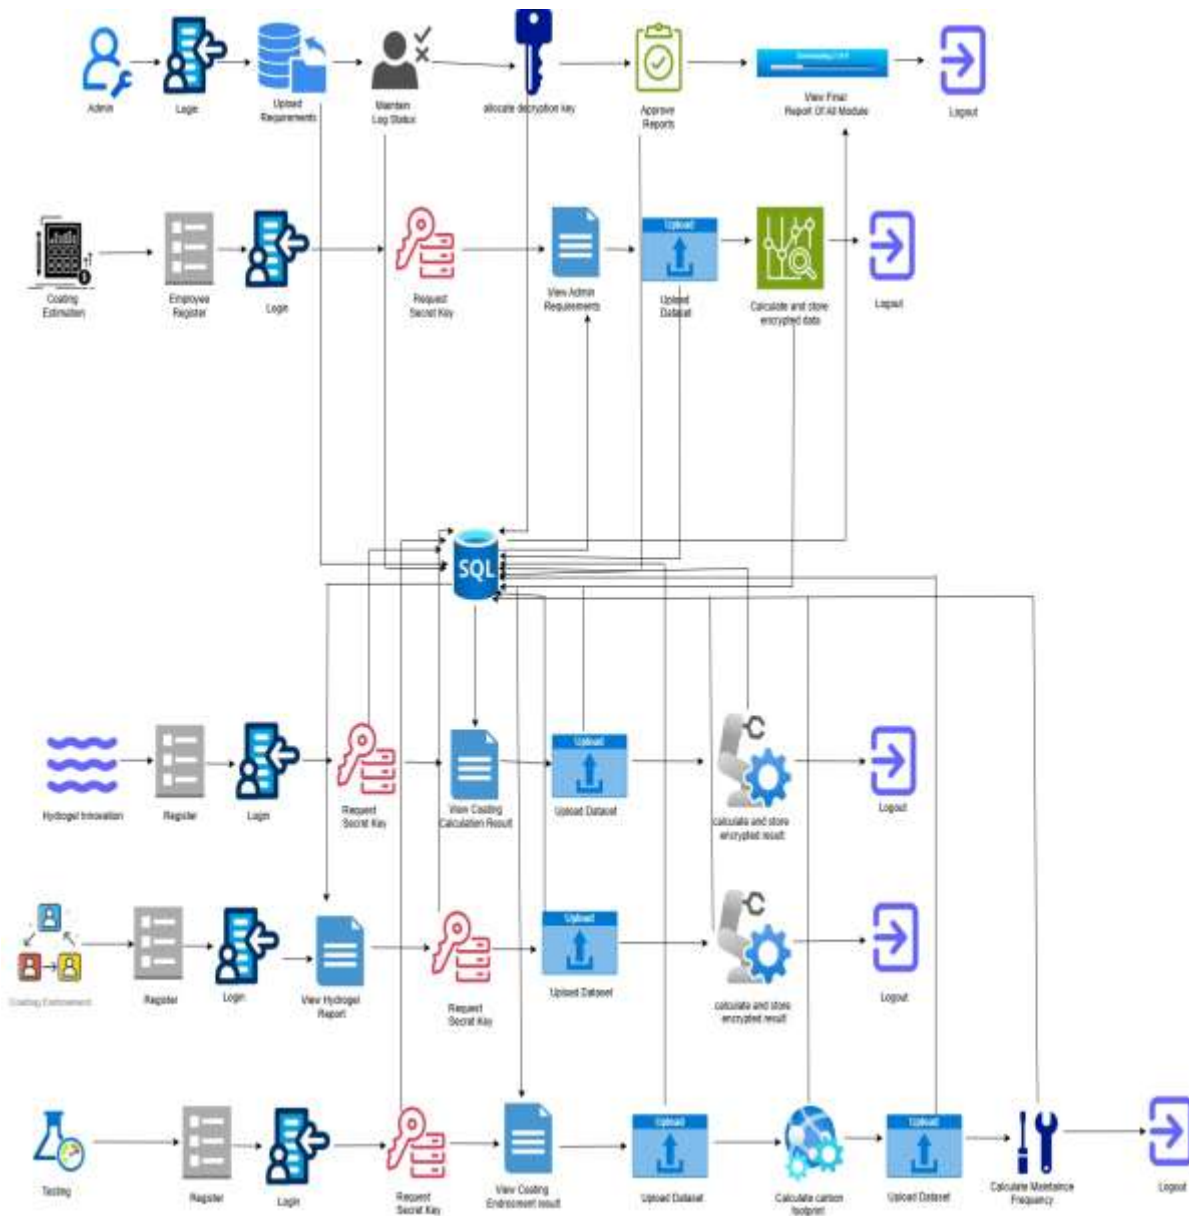 Admin
Login
Upload
Requirements
Maintain
Log Status
allocate decryption key
Approve
Reports
View Final
Report Of All Module
Logout
Coating
Estimation
Employee
Register
Login
Request
Secret Key
View Admin
Requirements
Upload
Upload
Dataset
Calculate and store
encrypted data
Logout
SQL
Hydrogel Innovation
Register
Login
Request
Secret Key
View Coating
Calculation Result
Upload
Upload Dataset
calculate and store
encrypted result
Logout
Register
Login
View Hydrogel
Report
Request
Secret Key
Upload
Upload Dataset
calculate and store
encrypted result
Logout
Testing
Register
Login
Request
Secret Key
View Coating
Upload
Upload Dataset
Calculate carbon
footprint
Upload
Upload Dataset
Calculate Maintaince
Frequency
Logout